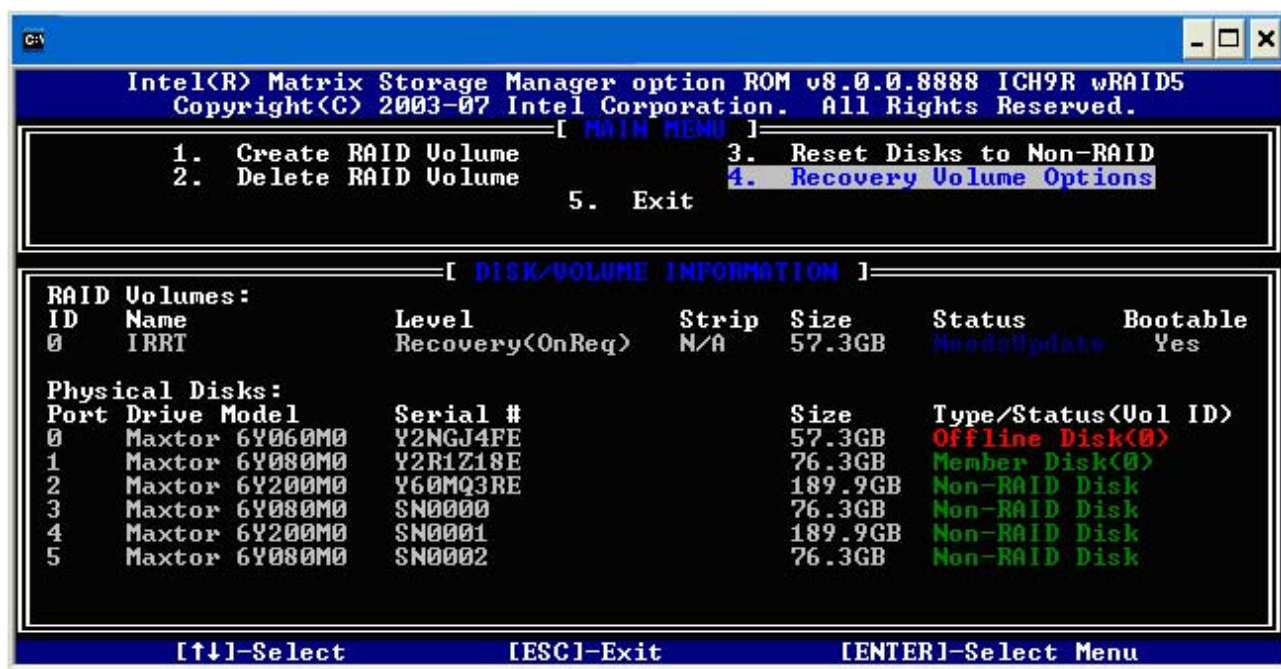 C:\
Intel(R) Matrix Storage Manager option ROM v8.0.0.8888 ICH9R wRAID5
Copyright(C) 2003-07 Intel Corporation. All Rights Reserved.
[ MAIN MENU ]
1. Create RAID Volume 3. Reset Disks to Non-RAID
2. Delete RAID Volume 4. Recovery Volume Options
5. Exit
[ DISK/VOLUME INFORMATION ]
RAID Volumes:
ID Name Level Strip Size Status Bootable
0 IRRT Recovery(OnReq) N/A 57.3GB NeedsUpdate Yes
Physical Disks:
Port Drive Model Serial # Size Type/Status(Vol ID)
0 Maxtor 6Y060M0 Y2NGJ4FE 57.3GB Offline Disk(0)
1 Maxtor 6Y080M0 Y2R1Z18E 76.3GB Member Disk(0)
2 Maxtor 6Y200M0 Y60MQ3RE 189.9GB Non-RAID Disk
3 Maxtor 6Y080M0 SN0000 76.3GB Non-RAID Disk
4 Maxtor 6Y200M0 SN0001 189.9GB Non-RAID Disk
5 Maxtor 6Y080M0 SN0002 76.3GB Non-RAID Disk
[↑↓]-Select [ESC]-Exit [ENTER]-Select Menu